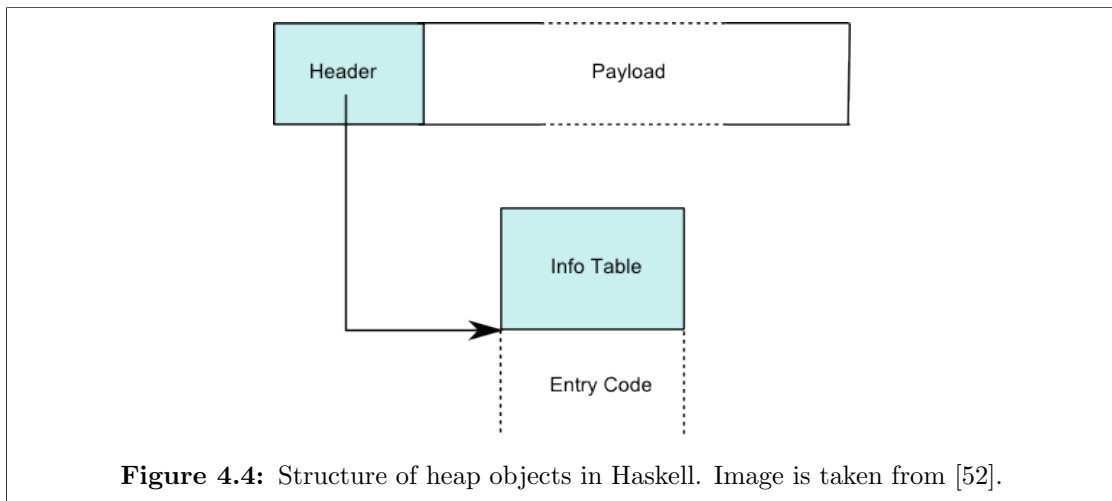 Header
Payload
Info Table
Entry Code
Figure 4.4: Structure of heap objects in Haskell. Image is taken from [52].